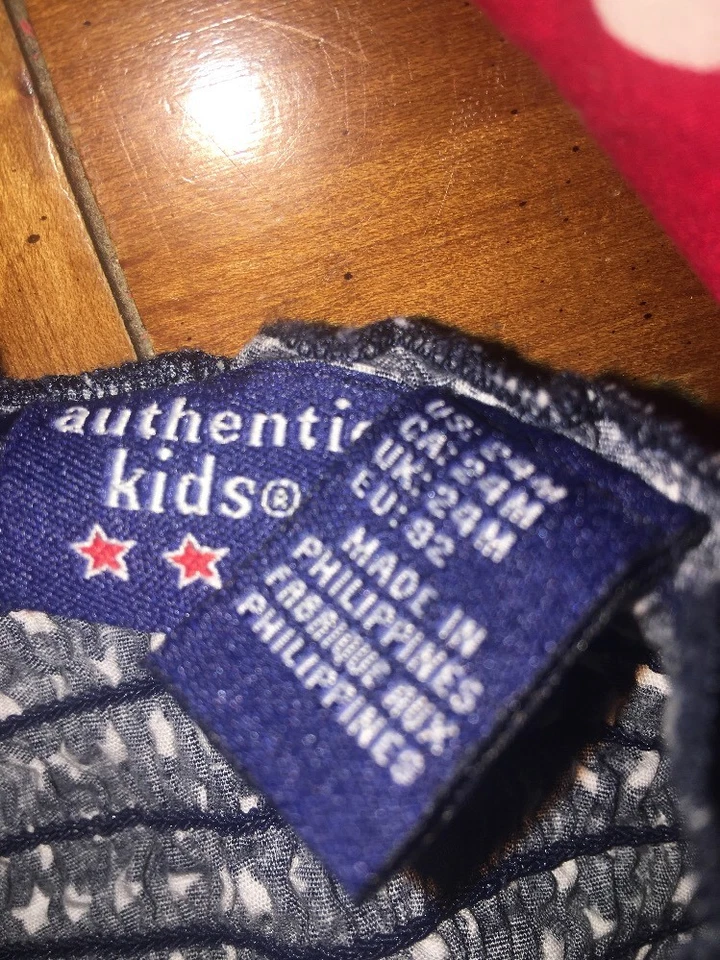 authentic
kids®
US: 24M
CA: 24M
UK: 24M
EU: 92
MADE IN
PHILIPPINES
FABRIQUE AUX
PHILIPPINES